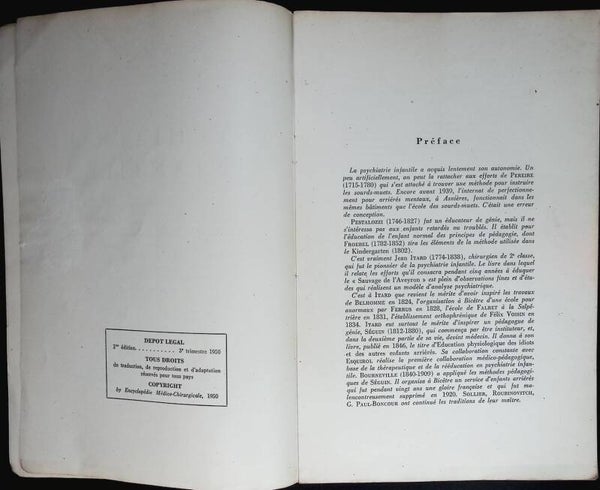 DEPOT LEGAL
1re édition . . . . . . . . . . 3e trimestre 1950
TOUS DROITS
de traduction, de reproduction et d'adaptation
réservés pour tous pays
COPYRIGHT
by Encyclopédie Médico-Chirurgicale, 1950
Préface
La psychiatrie infantile a acquis lentement son autonomie. Un
peu artificiellement, on peut la rattacher aux efforts de PEREIRE
(1715-1780) qui s'est attaché à trouver une méthode pour instruire
les sourds-muets. Encore avant 1939, l'internat de perfectionne-
ment pour arriérés mentaux, à Asnières, fonctionnait dans les
mêmes bâtiments que l'école des sourds-muets. C'était une erreur
de conception.
PESTALOZZI (1746-1827) fut un éducateur de génie, mais il ne
s'intéressa pas aux enfants retardés ou troublés. Il établit pour
l'éducation de l'enfant normal des principes de pédagogie, dont
FROEBEL (1782-1852) tira les éléments de la méthode utilisée dans
le Kindergarten (1802).
C'est vraiment JERD ITARD (1774-1838), chirurgien de 2e classe,
qui fut le pionnier de la psychiatrie infantile. Le livre dans lequel
il relate les efforts qu'il consacra pendant cinq années à éduquer
le « Sauvage de l'Aveyron » est plein d'observations fines et d'étu-
des qui réalisent un modèle d'analyse psychiatrique.
C'est à ITARD que revient le mérite d'avoir inspiré les travaux
de BELHOMME en 1824, l'organisation à Bicêtre d'une école pour
anormaux par FERRUS en 1828, l'école de FALRET à la Salpê-
trière en 1831, l'établissement orthophrénique de FÉLIX VOISIN en
1834. ITARD eut surtout le mérite d'inspirer un pédagogue de
génie, SÉGUIN (1812-1880), qui commença par être instituteur, et,
dans la deuxième partie de sa vie, devint médecin. Il donna à son
livre, publié en 1846, le titre d'Éducation physiologique des idiots
et des autres enfants arriérés. Sa collaboration constante avec
ESQUIROL réalise la première collaboration médico-pédagogique,
base de la thérapeutique et de la rééducation en psychiatrie infan-
tile. BOURNEVILLE (1840-1909) a appliqué les méthodes pédagogi-
ques de SÉGUIN. Il organisa à Bicêtre un service d'enfants arriérés
qui fut pendant vingt ans une gloire française et qui fut ma-
lencontreusement supprimé en 1920. SOLLIER, ROUBINOVITCH,
G. PAUL-BONCOUR ont continué les traditions de leur maître.